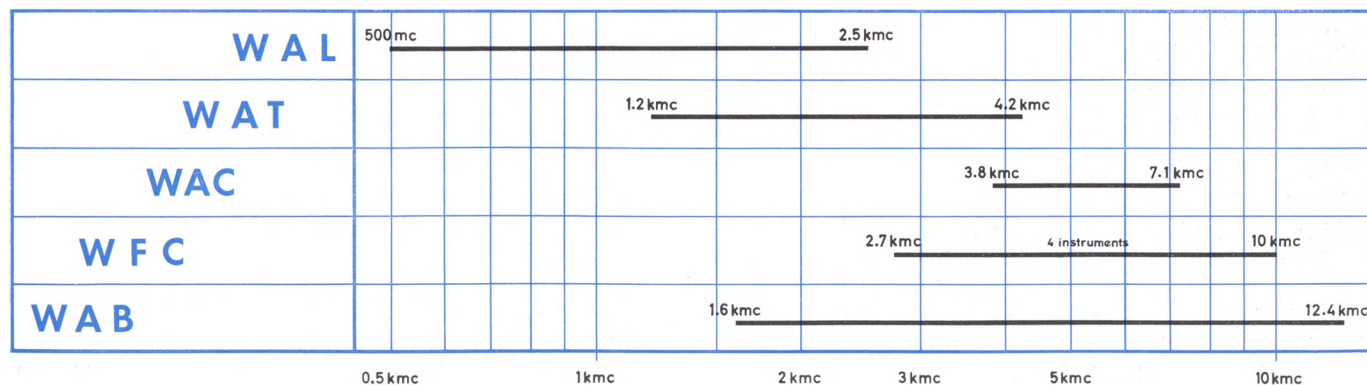 500 mc 2.5 kmc
WAL
1.2 kmc 4.2 kmc
WAT
3.8 kmc 7.1 kmc
WAC
2.7 kmc 4 instruments 10 kmc
WFC
1.6 kmc 12.4 kmc
WAB
0.5 kmc 1 kmc 2 kmc 3 kmc 5 kmc 10 kmc